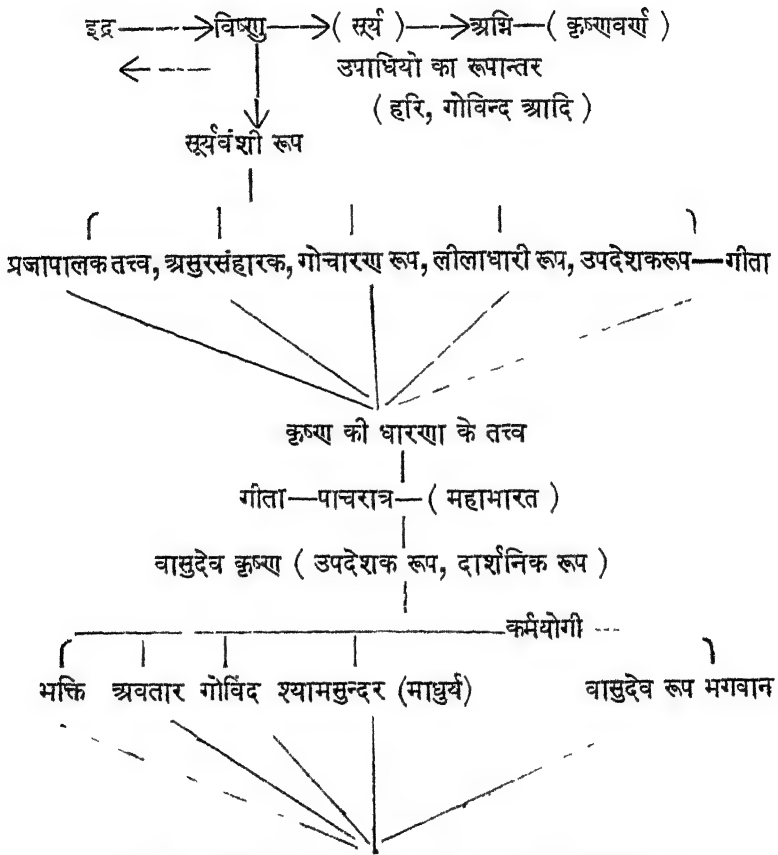 इद्र ----→विष्णु—→( सूर्य )—→अग्नि—( कृष्णवर्ण )
उपाधियो का रूपान्तर
( हरि, गोविन्द आदि )
सूर्यवंशी रूप
प्रजापालक तत्त्व, असुरसंहारक, गोचारण रूप, लीलाधारी रूप, उपदेशकरूप—गीता
कृष्ण की धारणा के तत्त्व
गीता—पाचरात्र—( महाभारत )
वासुदेव कृष्ण ( उपदेशक रूप, दार्शनिक रूप )
कर्मयोगी ---
भक्ति अवतार गोविंद श्यामसुन्दर (माधुर्य) वासुदेव रूप भगवान